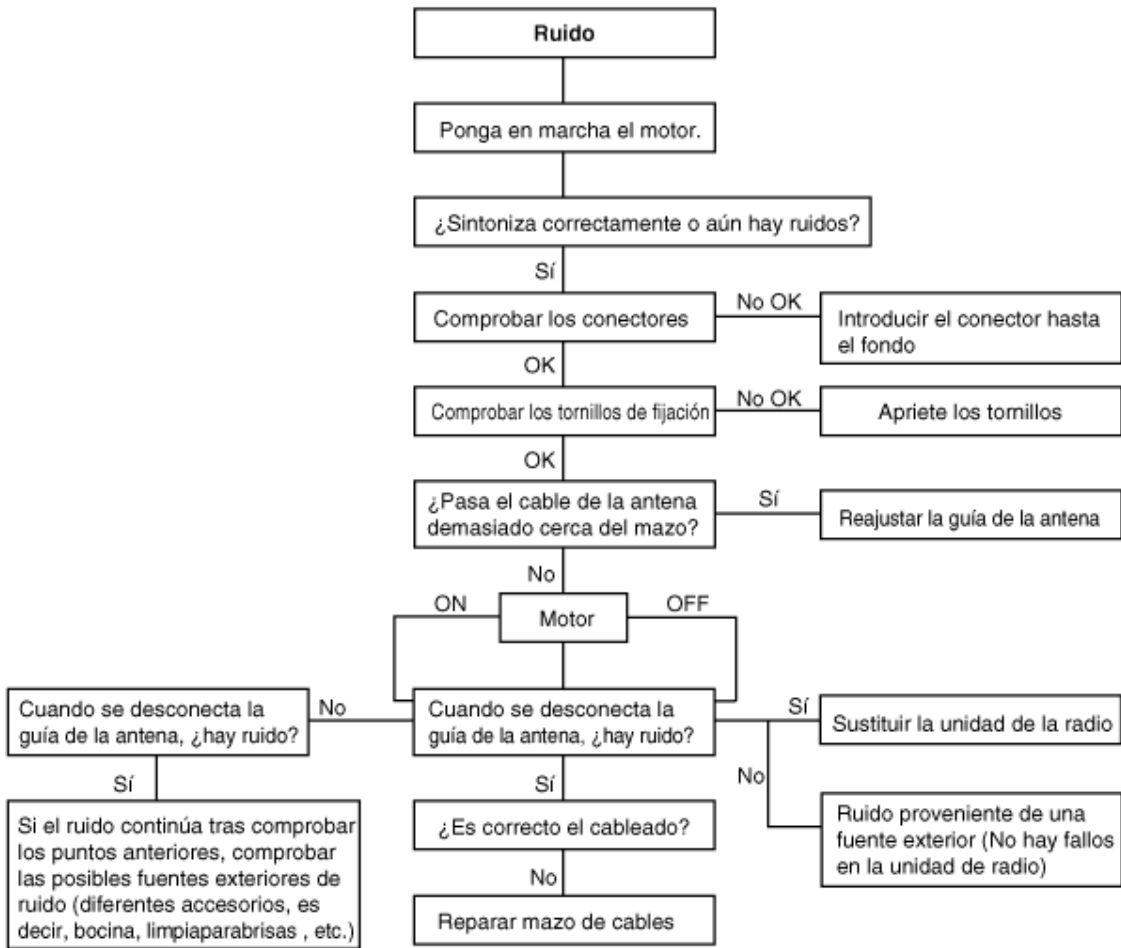 Ruido
Ponga en marcha el motor.
¿Sintoniza correctamente o aún hay ruidos?
Sí
Comprobar los conectores
No OK
Introducir el conector hasta
el fondo
OK
Comprobar los tornillos de fijación
No OK
Apriete los tornillos
OK
¿Pasa el cable de la antena
demasiado cerca del mazo?
Sí
Reajustar la guía de la antena
No
ON
Motor
OFF
Cuando se desconecta la
guía de la antena, ¿hay ruido?
No
Cuando se desconecta la
guía de la antena, ¿hay ruido?
Sí
Sustituir la unidad de la radio
No
Ruido proveniente de una
fuente exterior (No hay fallos
en la unidad de radio)
Sí
Si el ruido continúa tras comprobar
los puntos anteriores, comprobar
las posibles fuentes exteriores de
ruido (diferentes accesorios, es
decir, bocina, limpiaparabrisas , etc.)
Sí
¿Es correcto el cableado?
No
Reparar mazo de cables